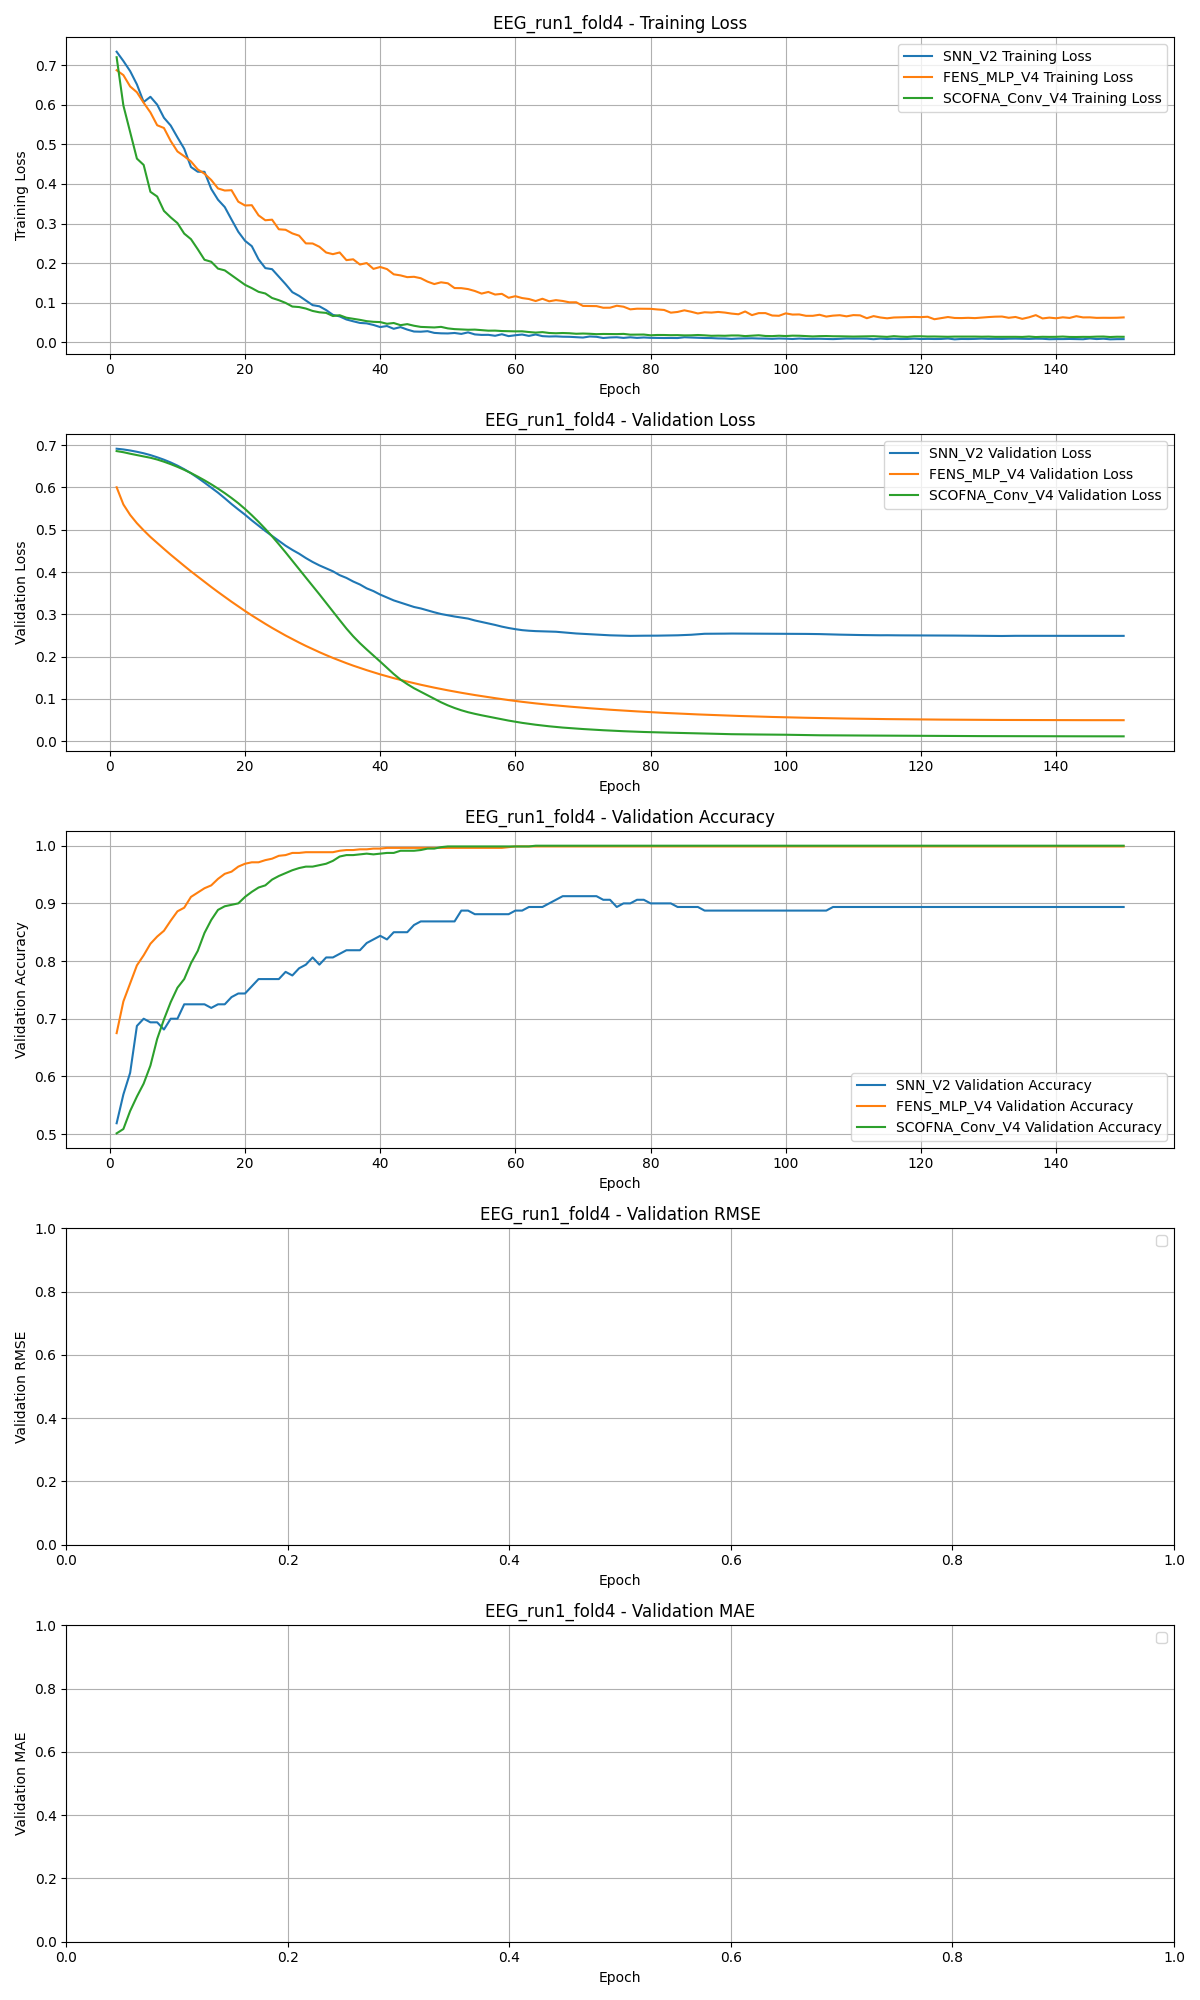 EEG_run1_fold4 - Training Loss
Training Loss
0.7
0.6
0.5
0.4
0.3
0.2
0.1
0.0
SNN_V2 Training Loss
FENS_MLP_V4 Training Loss
SCOFNA_Conv_V4 Training Loss
0 20 40 60 80 100 120 140
Epoch
EEG_run1_fold4 - Validation Loss
Validation Loss
0.7
0.6
0.5
0.4
0.3
0.2
0.1
0.0
SNN_V2 Validation Loss
FENS_MLP_V4 Validation Loss
SCOFNA_Conv_V4 Validation Loss
0 20 40 60 80 100 120 140
Epoch
EEG_run1_fold4 - Validation Accuracy
Validation Accuracy
1.0
0.9
0.8
0.7
0.6
0.5
SNN_V2 Validation Accuracy
FENS_MLP_V4 Validation Accuracy
SCOFNA_Conv_V4 Validation Accuracy
0 20 40 60 80 100 120 140
Epoch
EEG_run1_fold4 - Validation RMSE
Validation RMSE
1.0
0.8
0.6
0.4
0.2
0.0
0.0 0.2 0.4 0.6 0.8 1.0
Epoch
EEG_run1_fold4 - Validation MAE
Validation MAE
1.0
0.8
0.6
0.4
0.2
0.0
0.0 0.2 0.4 0.6 0.8 1.0
Epoch